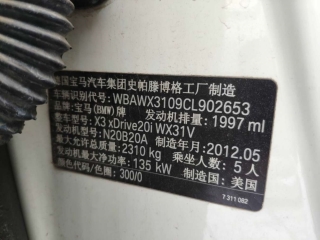 德国宝马汽车集团史帕滕博格工厂制造
车辆识别代号: WBAWX3109CL902653
品牌: 宝马(BMW)牌 发动机排量: 1997 ml
整车型号: X3 xDrive20i WX31V
发动机型号: N20B20A 制造年月: 2012.05
最大允许总质量: 2310 kg 乘坐人数: 5 人
发动机最大净功率: 135 kW 制造国: 美国
颜色/色圈: 300/0
7 311 082